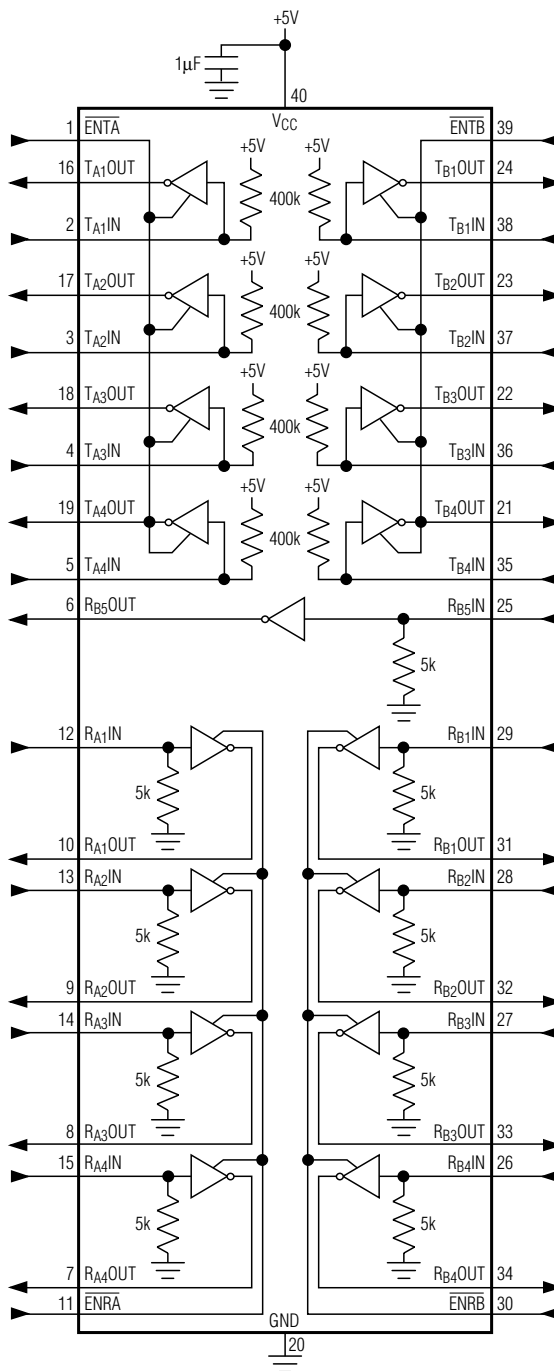 +5V
1µF
40
VCC
1 ENTA ENTB 39
16 TA1OUT +5V +5V TB1OUT 24
400k
2 TA1IN TB1IN 38
17 TA2OUT +5V +5V TB2OUT 23
400k
3 TA2IN TB2IN 37
18 TA3OUT +5V +5V TB3OUT 22
400k
4 TA3IN TB3IN 36
19 TA4OUT +5V +5V TB4OUT 21
400k
5 TA4IN TB4IN 35
6 RB5OUT RB5IN 25
5k
12 RA1IN RB1IN 29
5k 5k
10 RA1OUT RB1OUT 31
13 RA2IN RB2IN 28
5k 5k
9 RA2OUT RB2OUT 32
14 RA3IN RB3IN 27
5k 5k
8 RA3OUT RB3OUT 33
15 RA4IN RB4IN 26
5k 5k
7 RA4OUT RB4OUT 34
11 ENRA ENRB 30
GND
20